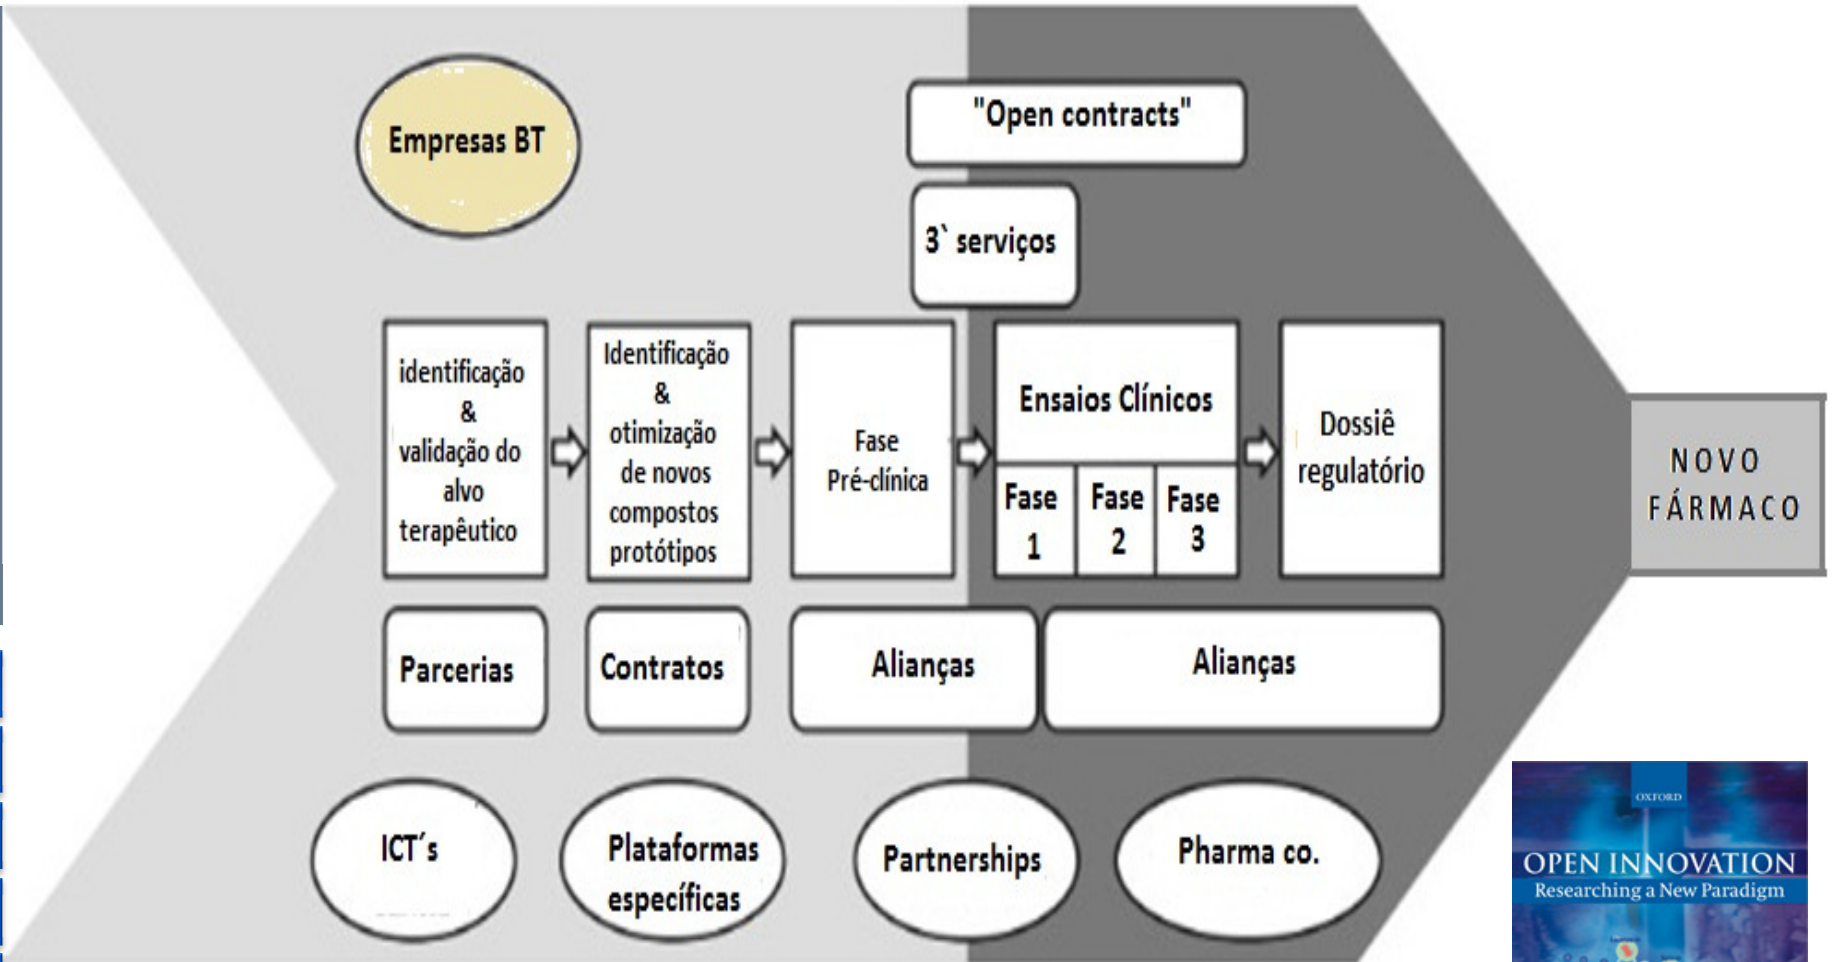 Empresas BT
"Open contracts"
3` serviços
identificação
&
validação do
alvo
terapêutico
Identificação
&
otimização
de novos
compostos
protótipos
Fase
Pré-clínica
Ensaios Clínicos
Fase
1
Fase
2
Fase
3
Dossiê
regulatório
NOVO
FÁRMACO
Parcerias
Contratos
Alianças
Alianças
ICT´s
Plataformas
específicas
Partnerships
Pharma co.
OXFORD
OPEN INNOVATION
Researching a New Paradigm